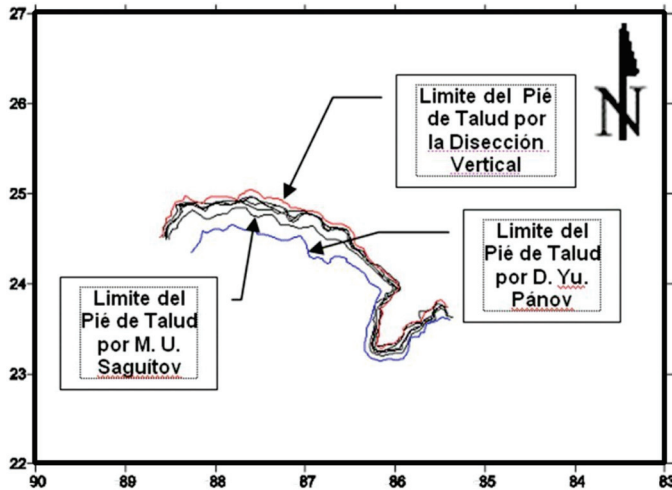 27
26
25
24
23
22
90
89
88
87
86
85
84
83
N
Limite del Pié
de Talud por
la Disección
Vertical
Limite del
Pié de Talud
por D. Yu.
Pánov
Limite del
Pié de Talud
por M. U.
Saguítov